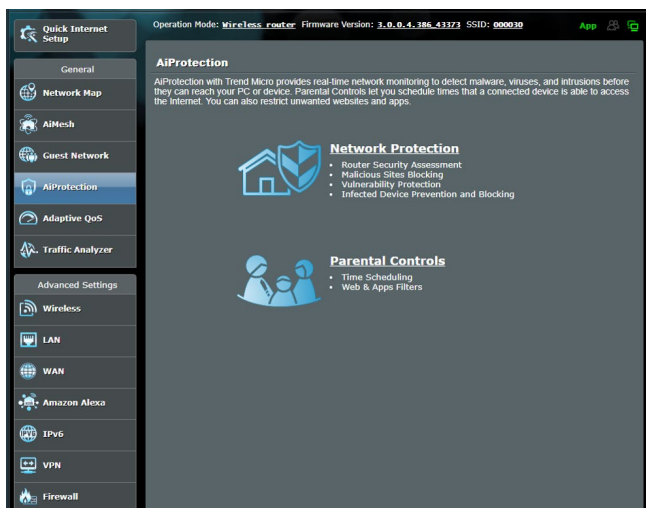 Quick Internet
Setup
Operation Mode: Wireless router Firmware Version: 3.0.0.4.386_43373 SSID: 000030
App
General
Network Map
AiMesh
Guest Network
AiProtection
Adaptive QoS
Traffic Analyzer
Advanced Settings
Wireless
LAN
WAN
Amazon Alexa
IPv6
VPN
Firewall
AiProtection
AiProtection with Trend Micro provides real-time network monitoring to detect malware, viruses, and intrusions before
they can reach your PC or device. Parental Controls let you schedule times that a connected device is able to access
the Internet. You can also restrict unwanted websites and apps.
Network Protection
• Router Security Assessment
• Malicious Sites Blocking
• Vulnerability Protection
• Infected Device Prevention and Blocking
Parental Controls
• Time Scheduling
• Web & Apps Filters